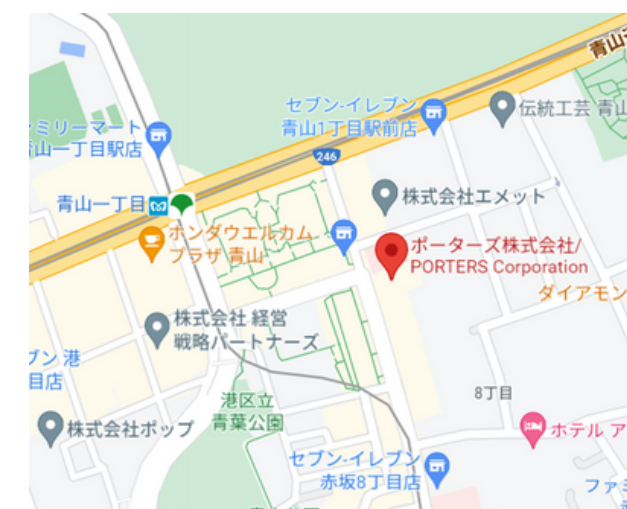 青山
セブン-イレブン
青山1丁目駅前店
伝統工芸 青山
ミリーマート
青山一丁目駅店
246
青山一丁目
株式会社エメット
ホンダウエルカム
プラザ 青山
ポーターズ株式会社/
PORTERS Corporation
ダイアモン
株式会社 経営
戦略パートナーズ
ブン 港
目店
8丁目
港区立
青葉公園
株式会社ポップ
ホテル ア
セブン-イレブン
赤坂8丁目店
ファミ